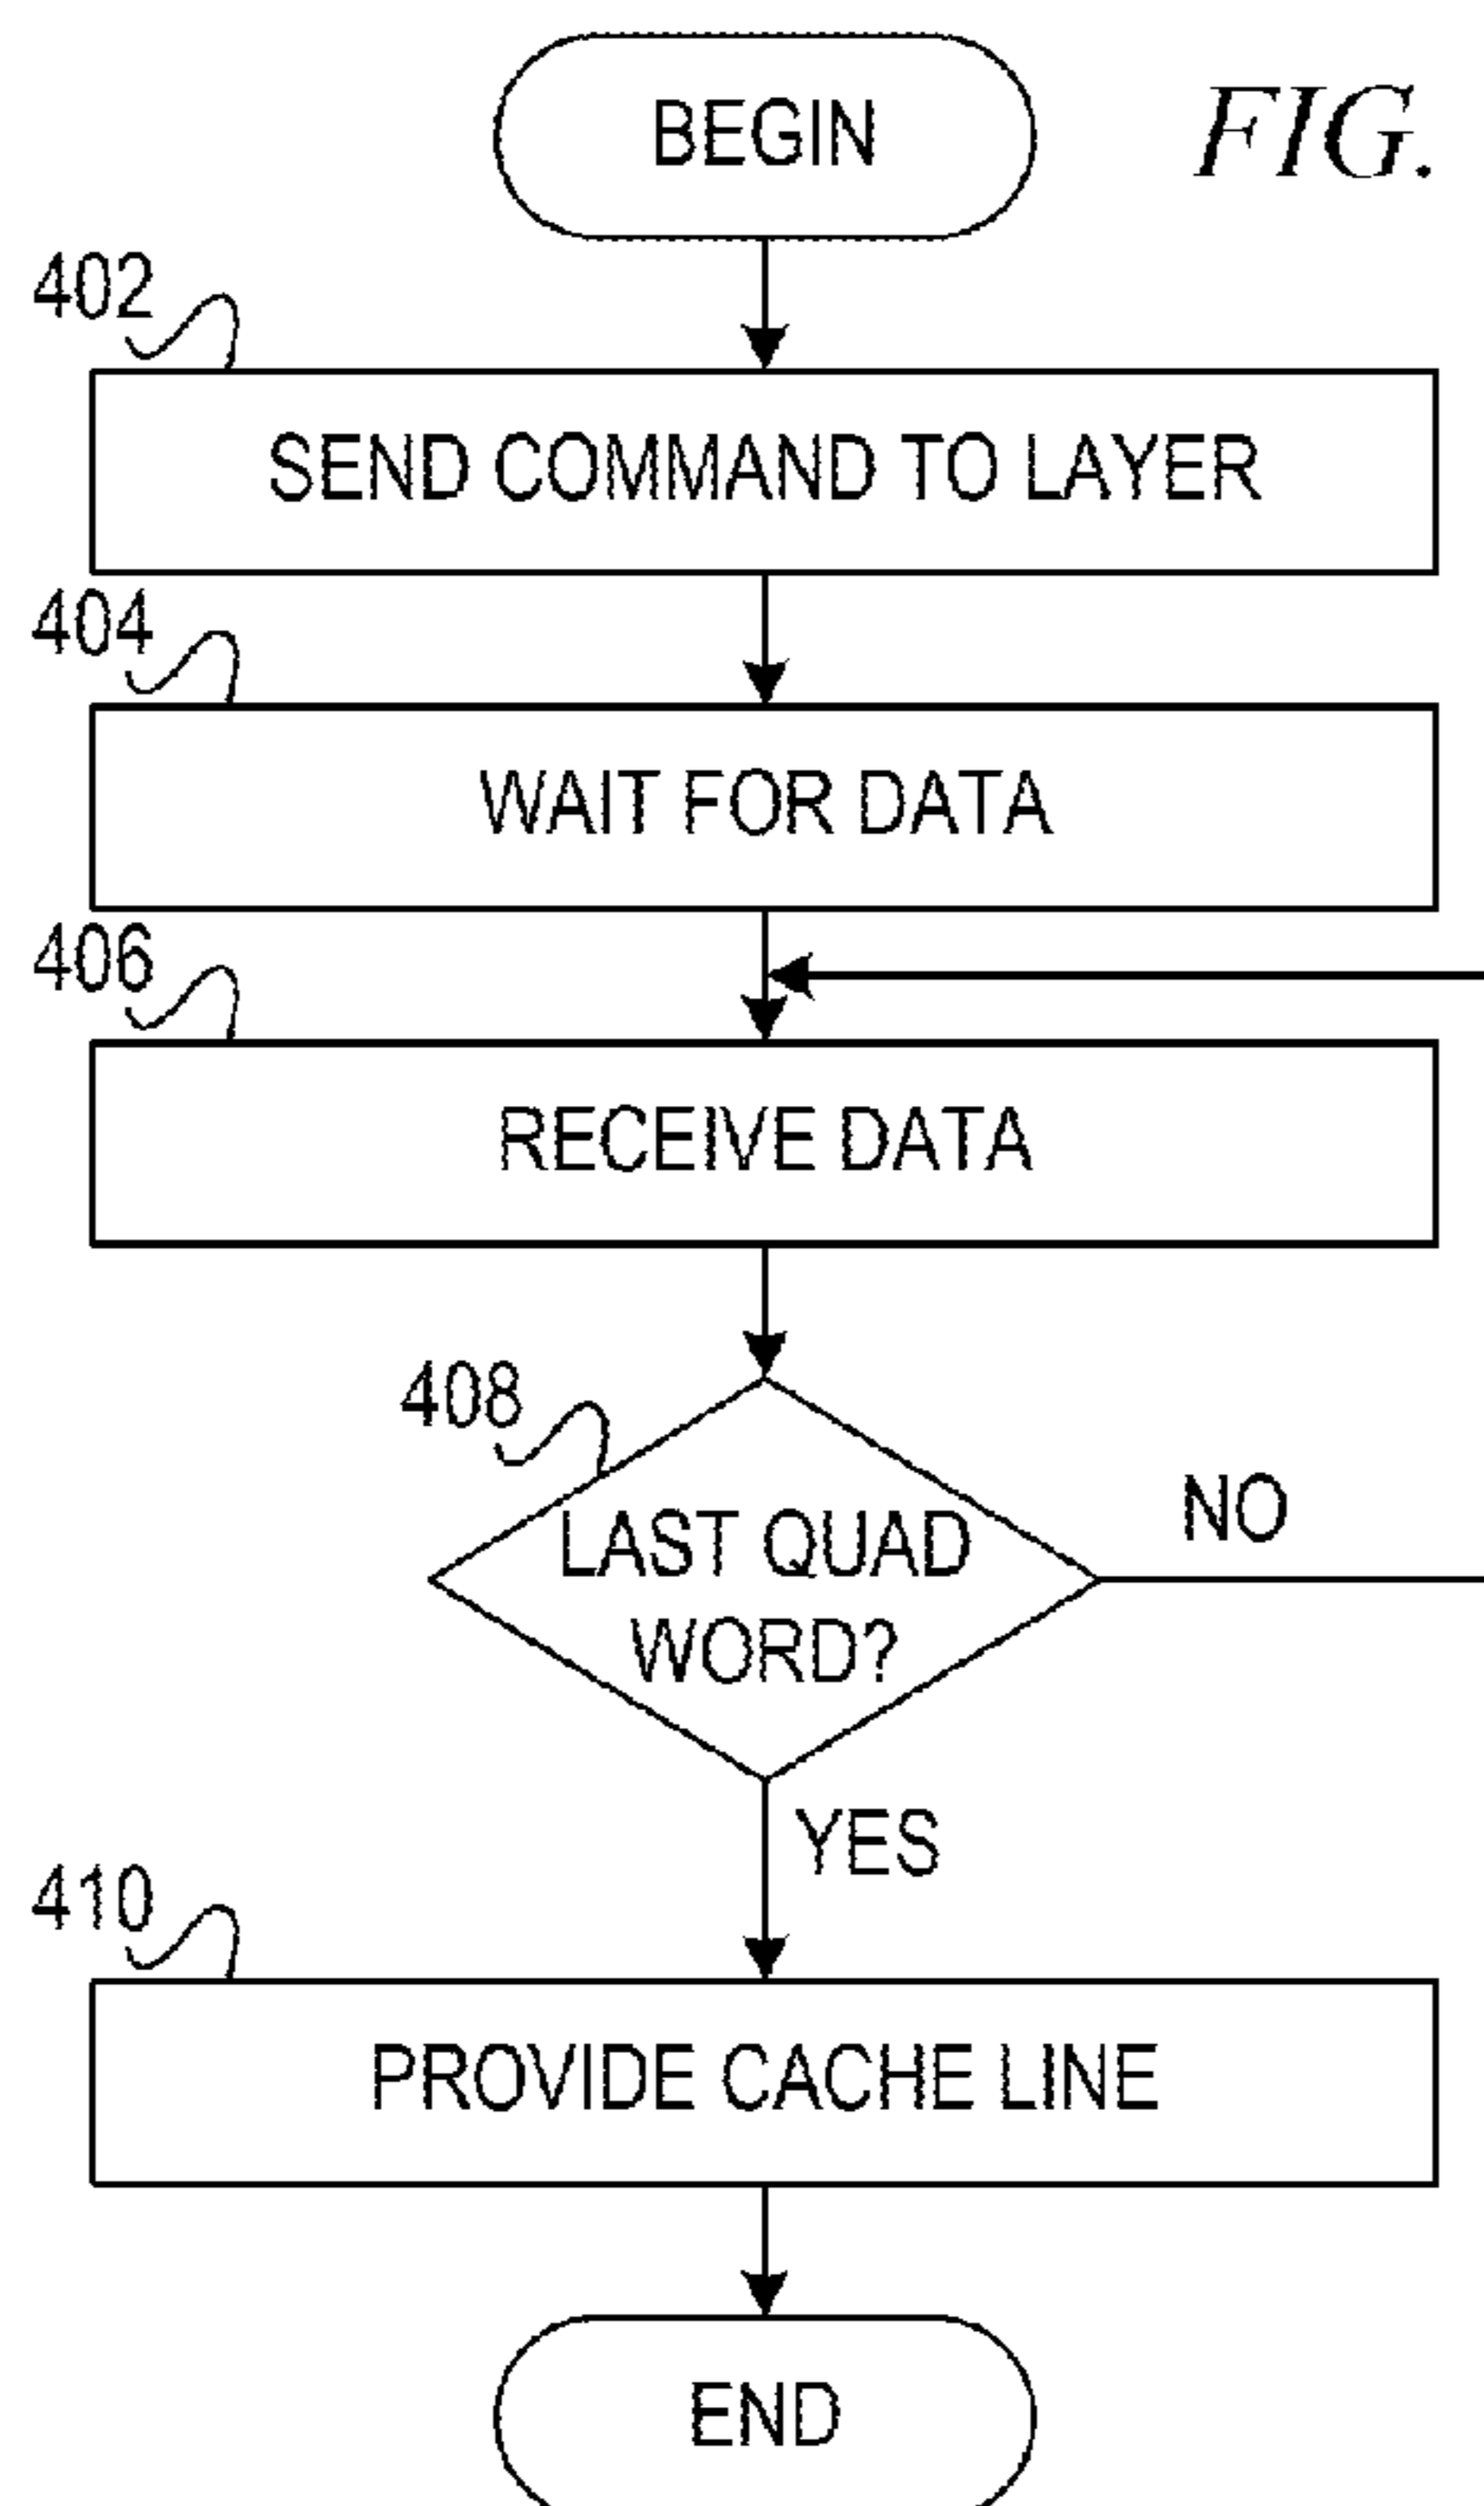 BEGIN
FIG.
402
SEND COMMAND TO LAYER
404
WAIT FOR DATA
406
RECEIVE DATA
408
LAST QUAD
WORD?
NO
YES
410
PROVIDE CACHE LINE
END